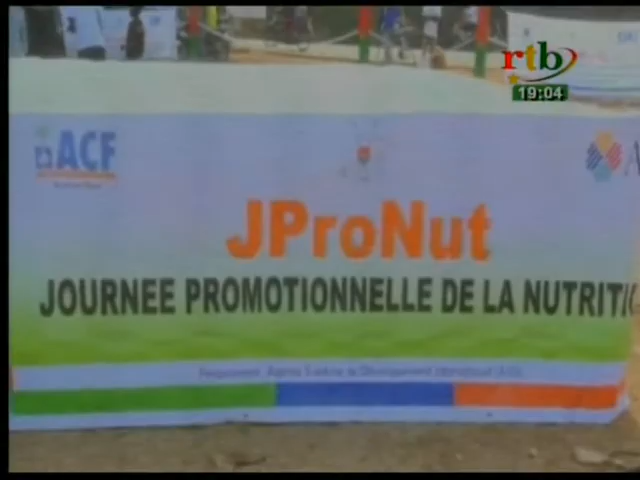 rtb
19:04
ACF
A
JProNut
JOURNEE PROMOTIONNELLE DE LA NUTRITI